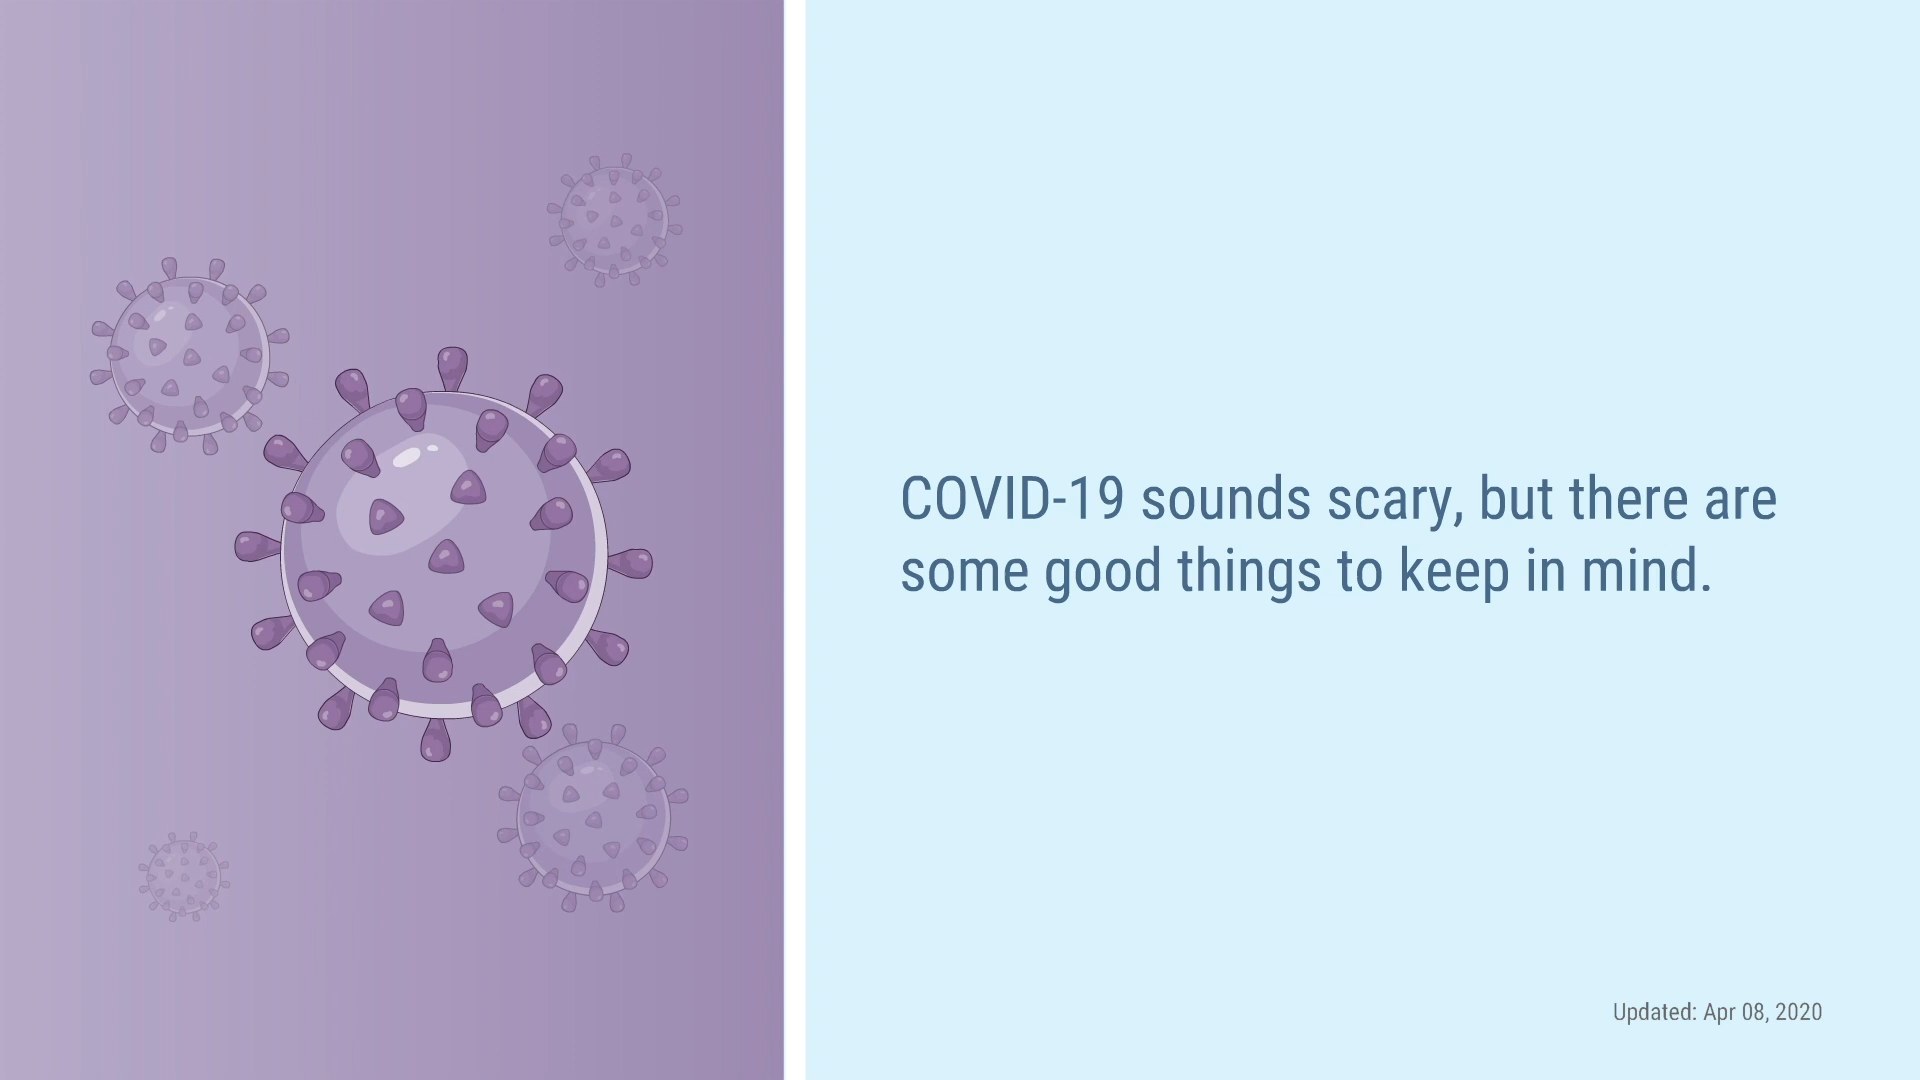 COVID-19 sounds scary, but there are
some good things to keep in mind.
Updated: Apr 08, 2020